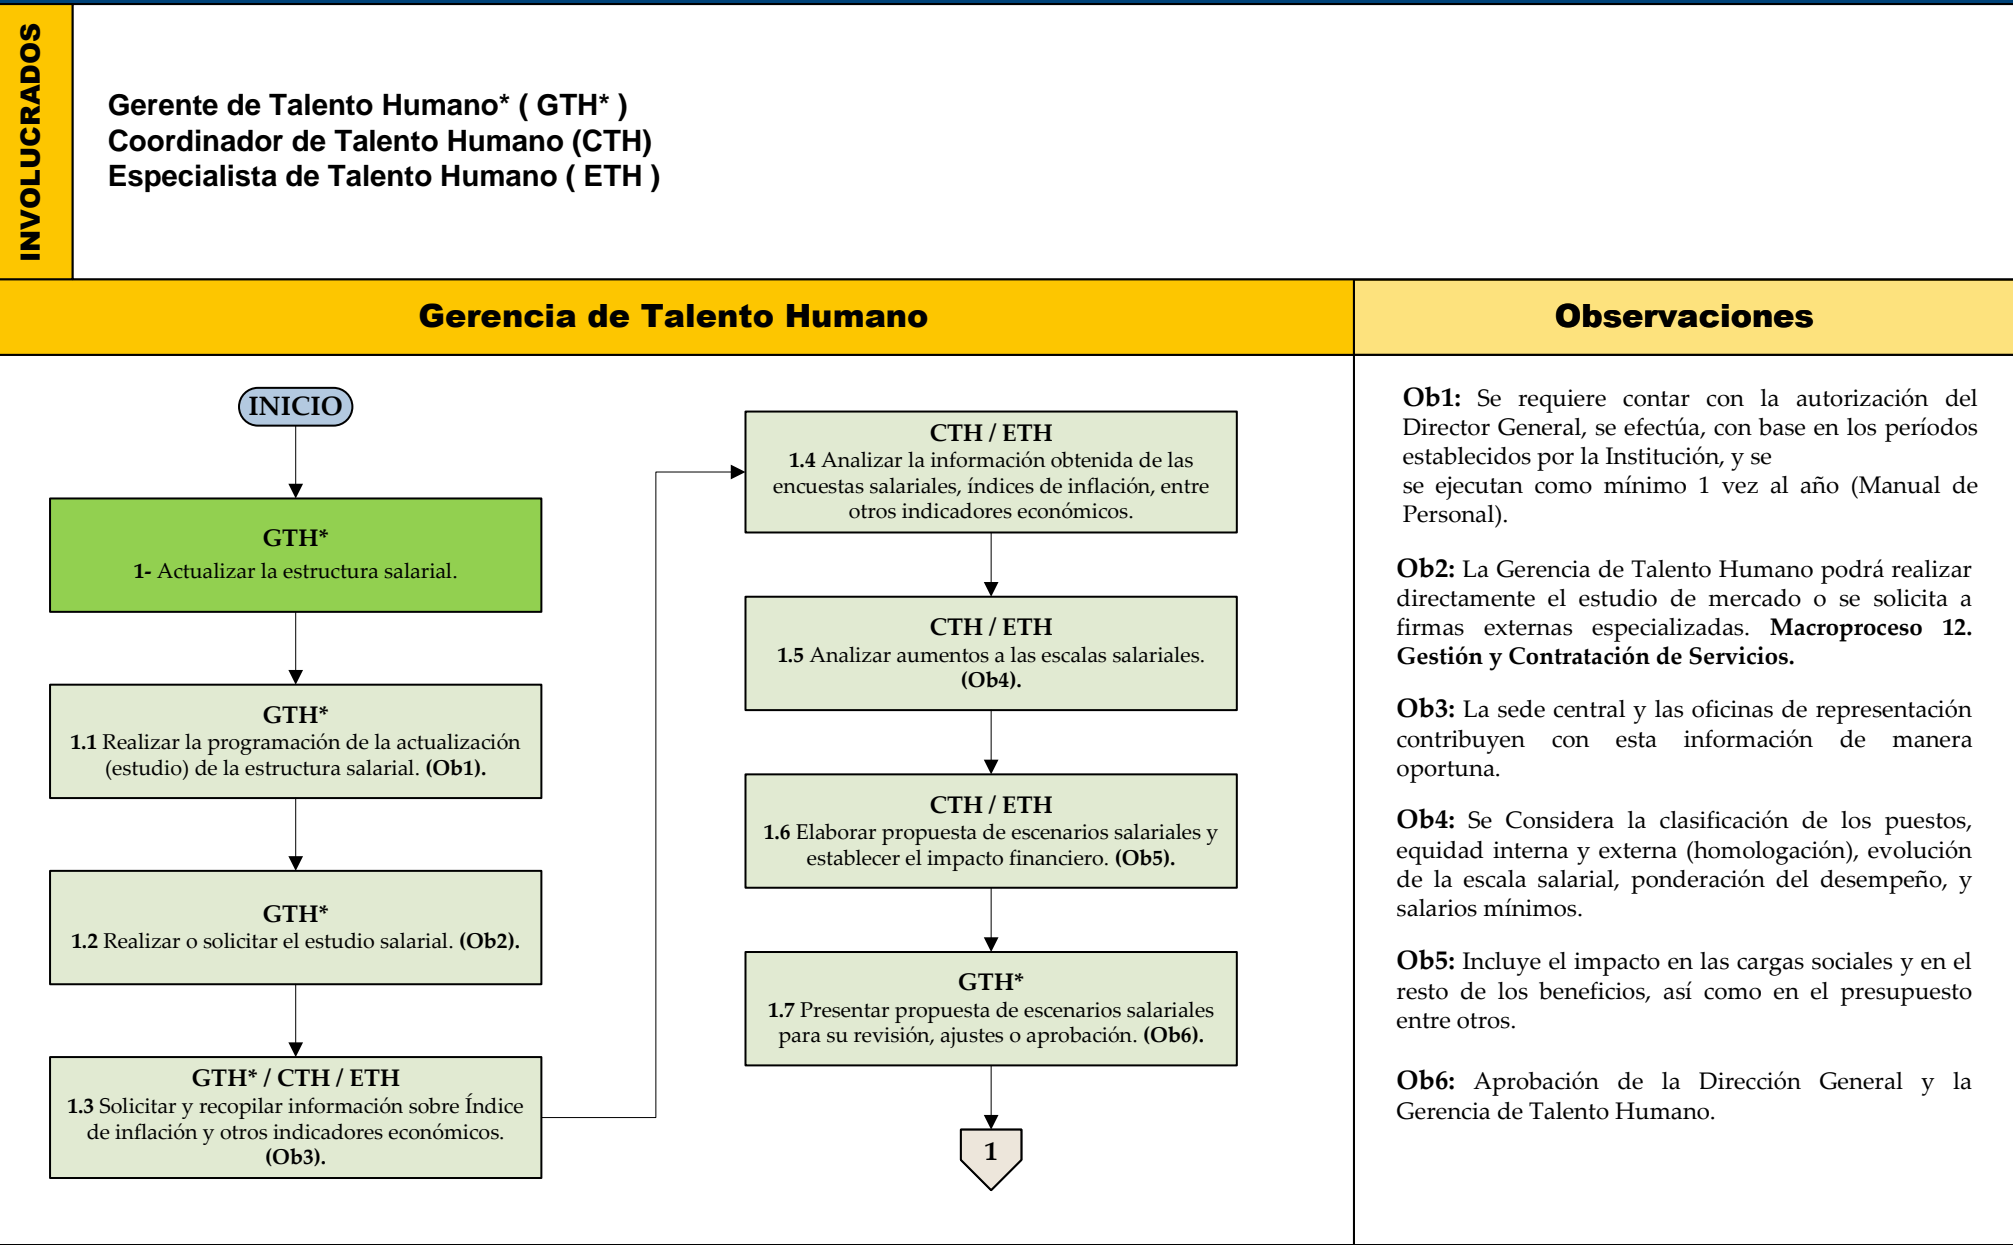 INVOLUCRADOS
Gerente de Talento Humano* ( GTH* )
Coordinador de Talento Humano (CTH)
Especialista de Talento Humano ( ETH )
Gerencia de Talento Humano
Observaciones
INICIO
GTH*
1- Actualizar la estructura salarial.
GTH*
1.1 Realizar la programación de la actualización
(estudio) de la estructura salarial. (Ob1).
GTH*
1.2 Realizar o solicitar el estudio salarial. (Ob2).
GTH* / CTH / ETH
1.3 Solicitar y recopilar información sobre Índice
de inflación y otros indicadores económicos.
(Ob3).
CTH / ETH
1.4 Analizar la información obtenida de las
encuestas salariales, índices de inflación, entre
otros indicadores económicos.
CTH / ETH
1.5 Analizar aumentos a las escalas salariales.
(Ob4).
CTH / ETH
1.6 Elaborar propuesta de escenarios salariales y
establecer el impacto financiero. (Ob5).
GTH*
1.7 Presentar propuesta de escenarios salariales
para su revisión, ajustes o aprobación. (Ob6).
1
Ob1: Se requiere contar con la autorización del
Director General, se efectúa, con base en los períodos
establecidos por la Institución, y se
se ejecutan como mínimo 1 vez al año (Manual de
Personal).
Ob2: La Gerencia de Talento Humano podrá realizar
directamente el estudio de mercado o se solicita a
firmas externas especializadas. Macroproceso 12.
Gestión y Contratación de Servicios.
Ob3: La sede central y las oficinas de representación
contribuyen con esta información de manera
oportuna.
Ob4: Se Considera la clasificación de los puestos,
equidad interna y externa (homologación), evolución
de la escala salarial, ponderación del desempeño, y
salarios mínimos.
Ob5: Incluye el impacto en las cargas sociales y en el
resto de los beneficios, así como en el presupuesto
entre otros.
Ob6: Aprobación de la Dirección General y la
Gerencia de Talento Humano.